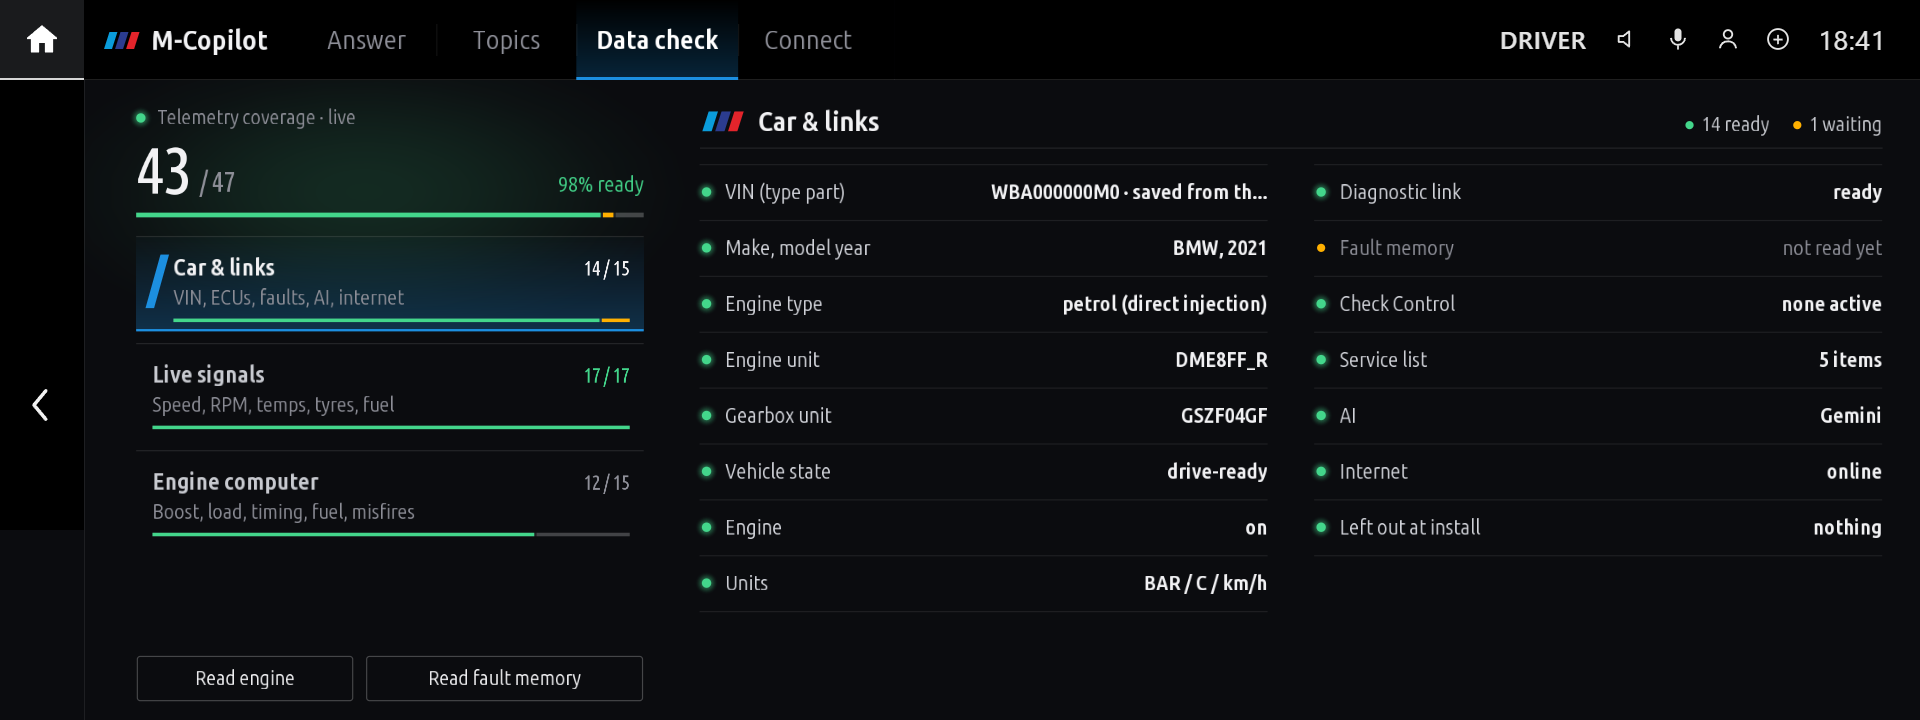 M-Copilot
Answer
Topics
Data check
Connect
DRIVER
18:41
Telemetry coverage · live
43 / 47
98% ready
Car & links
14 / 15
VIN, ECUs, faults, AI, internet
Live signals
17 / 17
Speed, RPM, temps, tyres, fuel
Engine computer
12 / 15
Boost, load, timing, fuel, misfires
Read engine
Read fault memory
Car & links
14 ready
1 waiting
VIN (type part)
WBA000000M0 · saved from th...
Make, model year
BMW, 2021
Engine type
petrol (direct injection)
Engine unit
DME8FF_R
Gearbox unit
GSZF04GF
Vehicle state
drive-ready
Engine
on
Units
BAR / C / km/h
Diagnostic link
ready
Fault memory
not read yet
Check Control
none active
Service list
5 items
AI
Gemini
Internet
online
Left out at install
nothing